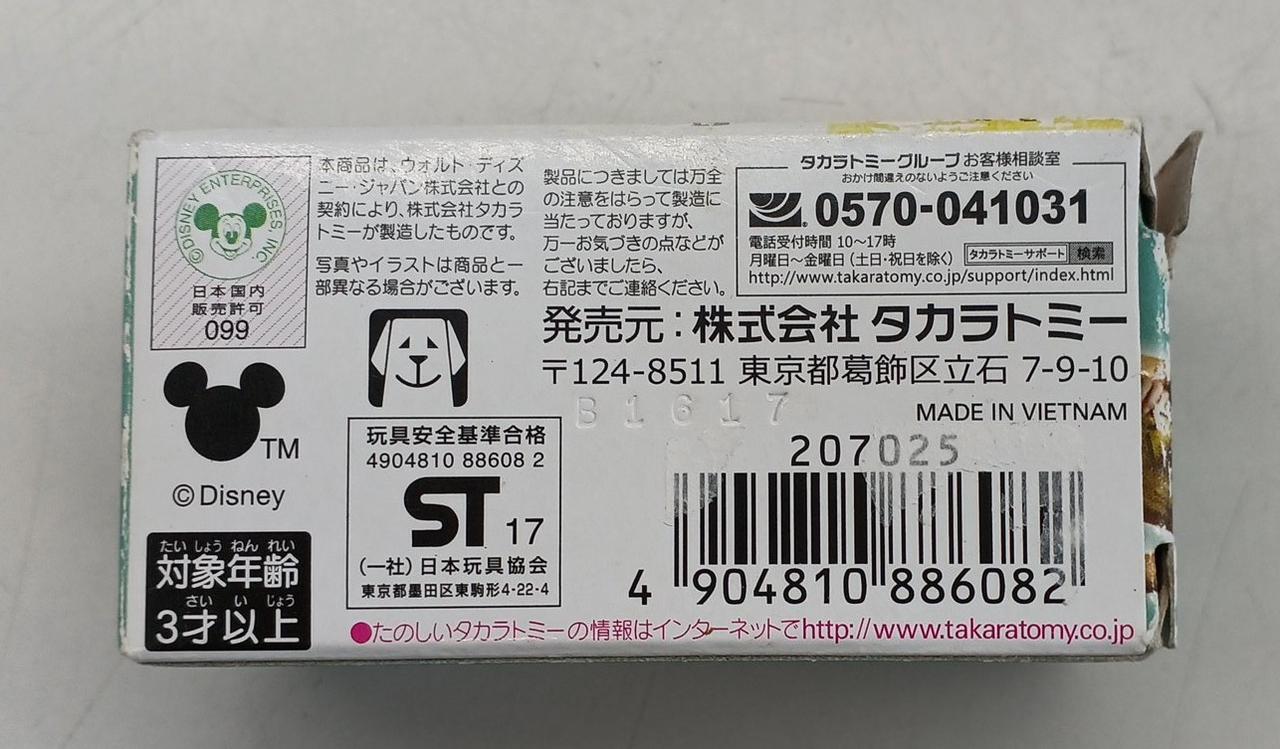 ©DISNEY ENTERPRISES, INC
日本国内
販売許可
099
本商品は、ウォルト・ディズ
ニー・ジャパン株式会社との
契約により、株式会社タカラ
トミーが製造したものです。
写真やイラストは商品と一
部異なる場合がございます。
製品につきましては万全
の注意をはらって製造に
当たっておりますが、
万一お気づきの点などが
ございましたら、
右記までご連絡ください。
タカラトミーグループ お客様相談室
おかけ間違えのないようご注意ください
0570-041031
電話受付時間 10〜17時
月曜日〜金曜日 (土日・祝日を除く) タカラトミーサポート 検索
http://www.takaratomy.co.jp/support/index.html
発売元:株式会社 タカラトミー
〒124-8511 東京都葛飾区立石 7-9-10
B1617
MADE IN VIETNAM
TM
©Disney
たいしょうねんれい
対象年齢
さいいじょう
3才以上
玩具安全基準合格
4904810 88608 2
ST 17
(一社)日本玩具協会
東京都墨田区東駒形4-22-4
207025
4 904810 886082
●たのしいタカラトミーの情報はインターネットでhttp://www.takaratomy.co.jp